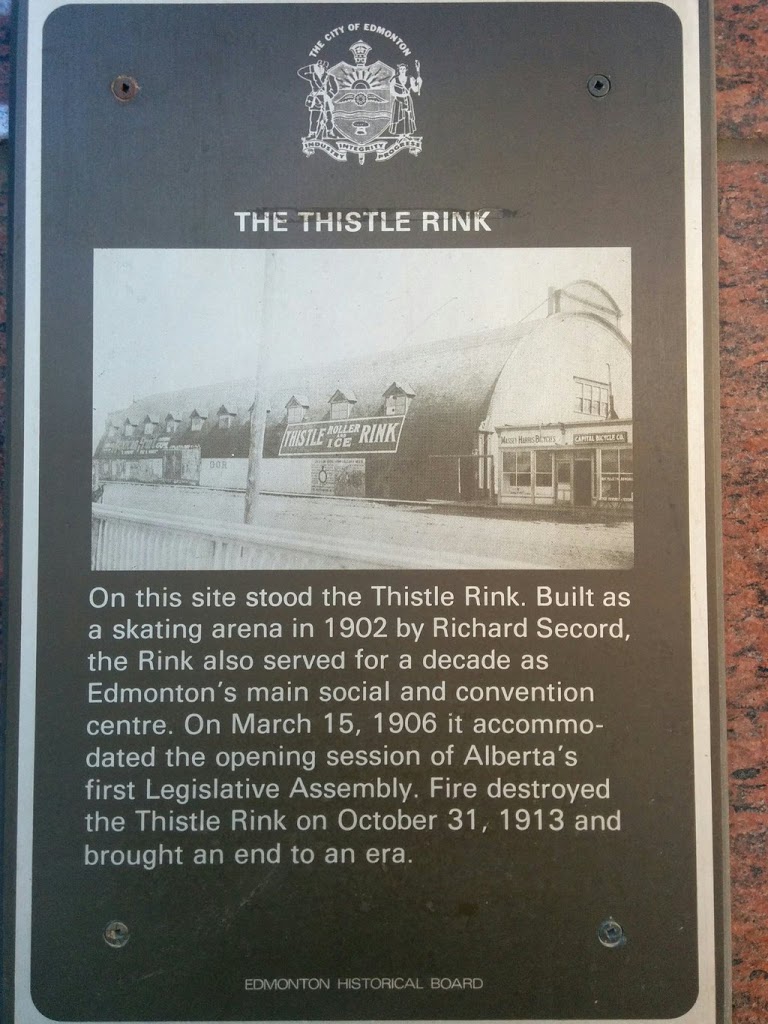 THE CITY OF EDMONTON
INDUSTRY INTEGRITY PROGRESS
THE THISTLE RINK
THISTLE ROLLER AND ICE RINK
MASSEY HARRIS BICYCLES
CAPITAL BICYCLE CO.
On this site stood the Thistle Rink. Built as
a skating arena in 1902 by Richard Secord,
the Rink also served for a decade as
Edmonton's main social and convention
centre. On March 15, 1906 it accommo-
dated the opening session of Alberta's
first Legislative Assembly. Fire destroyed
the Thistle Rink on October 31, 1913 and
brought an end to an era.
EDMONTON HISTORICAL BOARD